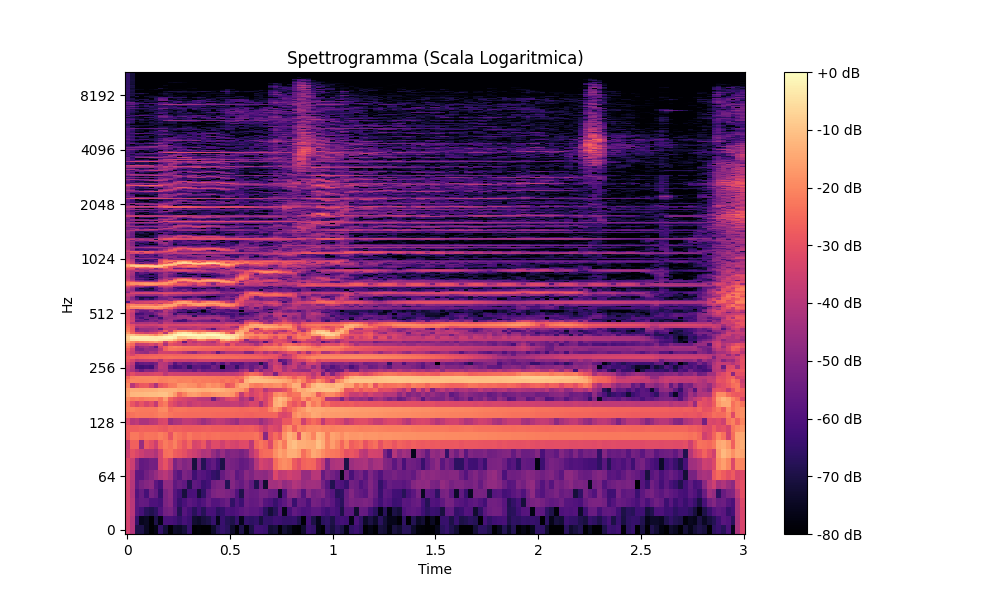 Spettrogramma (Scala Logaritmica)
Hz
8192
4096
2048
1024
512
256
128
64
0
0
0.5
1
1.5
2
2.5
3
Time
+0 dB
-10 dB
-20 dB
-30 dB
-40 dB
-50 dB
-60 dB
-70 dB
-80 dB